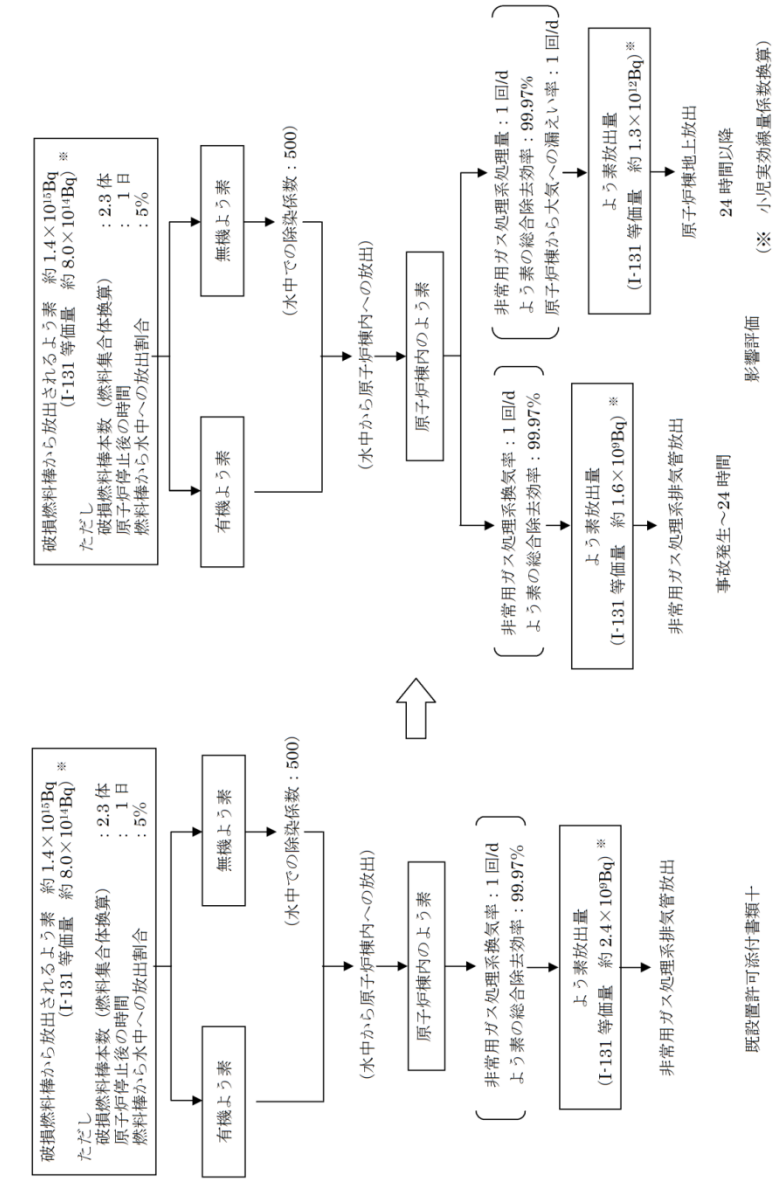 破損燃料棒から放出されるよう素 約1.4×10¹⁵Bq
(I-131 等価量 約 8.0×10¹⁴Bq)※
ただし
破損燃料棒本数 (燃料集合体換算) : 2.3 体
原子炉停止後の時間 : 1 日
燃料棒から水中への放出割合 : 5%
有機よう素
無機よう素
(水中での除染係数 : 500)
(水中から原子炉棟内への放出)
原子炉棟内のよう素
非常用ガス処理系換気率 : 1 回/d
よう素の総合除去効率 : 99.97%
よう素放出量
(I-131 等価量 約 2.4×10⁹Bq)※
非常用ガス処理系排気管放出
既設置許可添付書類十
破損燃料棒から放出されるよう素 約1.4×10¹⁵Bq
(I-131 等価量 約 8.0×10¹⁴Bq)※
ただし
破損燃料棒本数 (燃料集合体換算) : 2.3 体
原子炉停止後の時間 : 1 日
燃料棒から水中への放出割合 : 5%
有機よう素
無機よう素
(水中での除染係数 : 500)
(水中から原子炉棟内への放出)
原子炉棟内のよう素
非常用ガス処理系換気率 : 1 回/d
よう素の総合除去効率 : 99.97%
よう素放出量
(I-131 等価量 約 1.6×10⁹Bq)※
非常用ガス処理系排気管放出
事故発生～24 時間
非常用ガス処理系処理量 : 1 回/d
よう素の総合除去効率 : 99.97%
原子炉棟から大気への漏えい率 : 1 回/d
よう素放出量
(I-131 等価量 約 1.3×10¹²Bq)※
原子炉棟地上放出
24 時間以降
影響評価
(※ 小児実効線量係数換算)